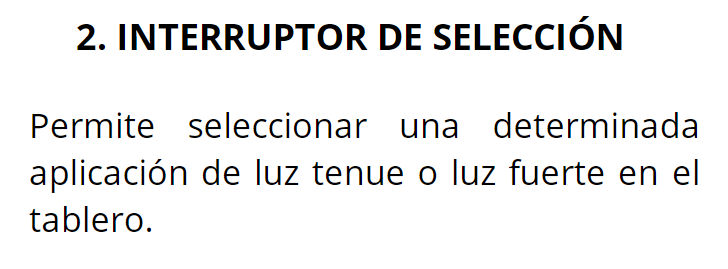 2. INTERRUPTOR DE SELECCIÓN
Permite seleccionar una determinada
aplicación de luz tenue o luz fuerte en el
tablero.